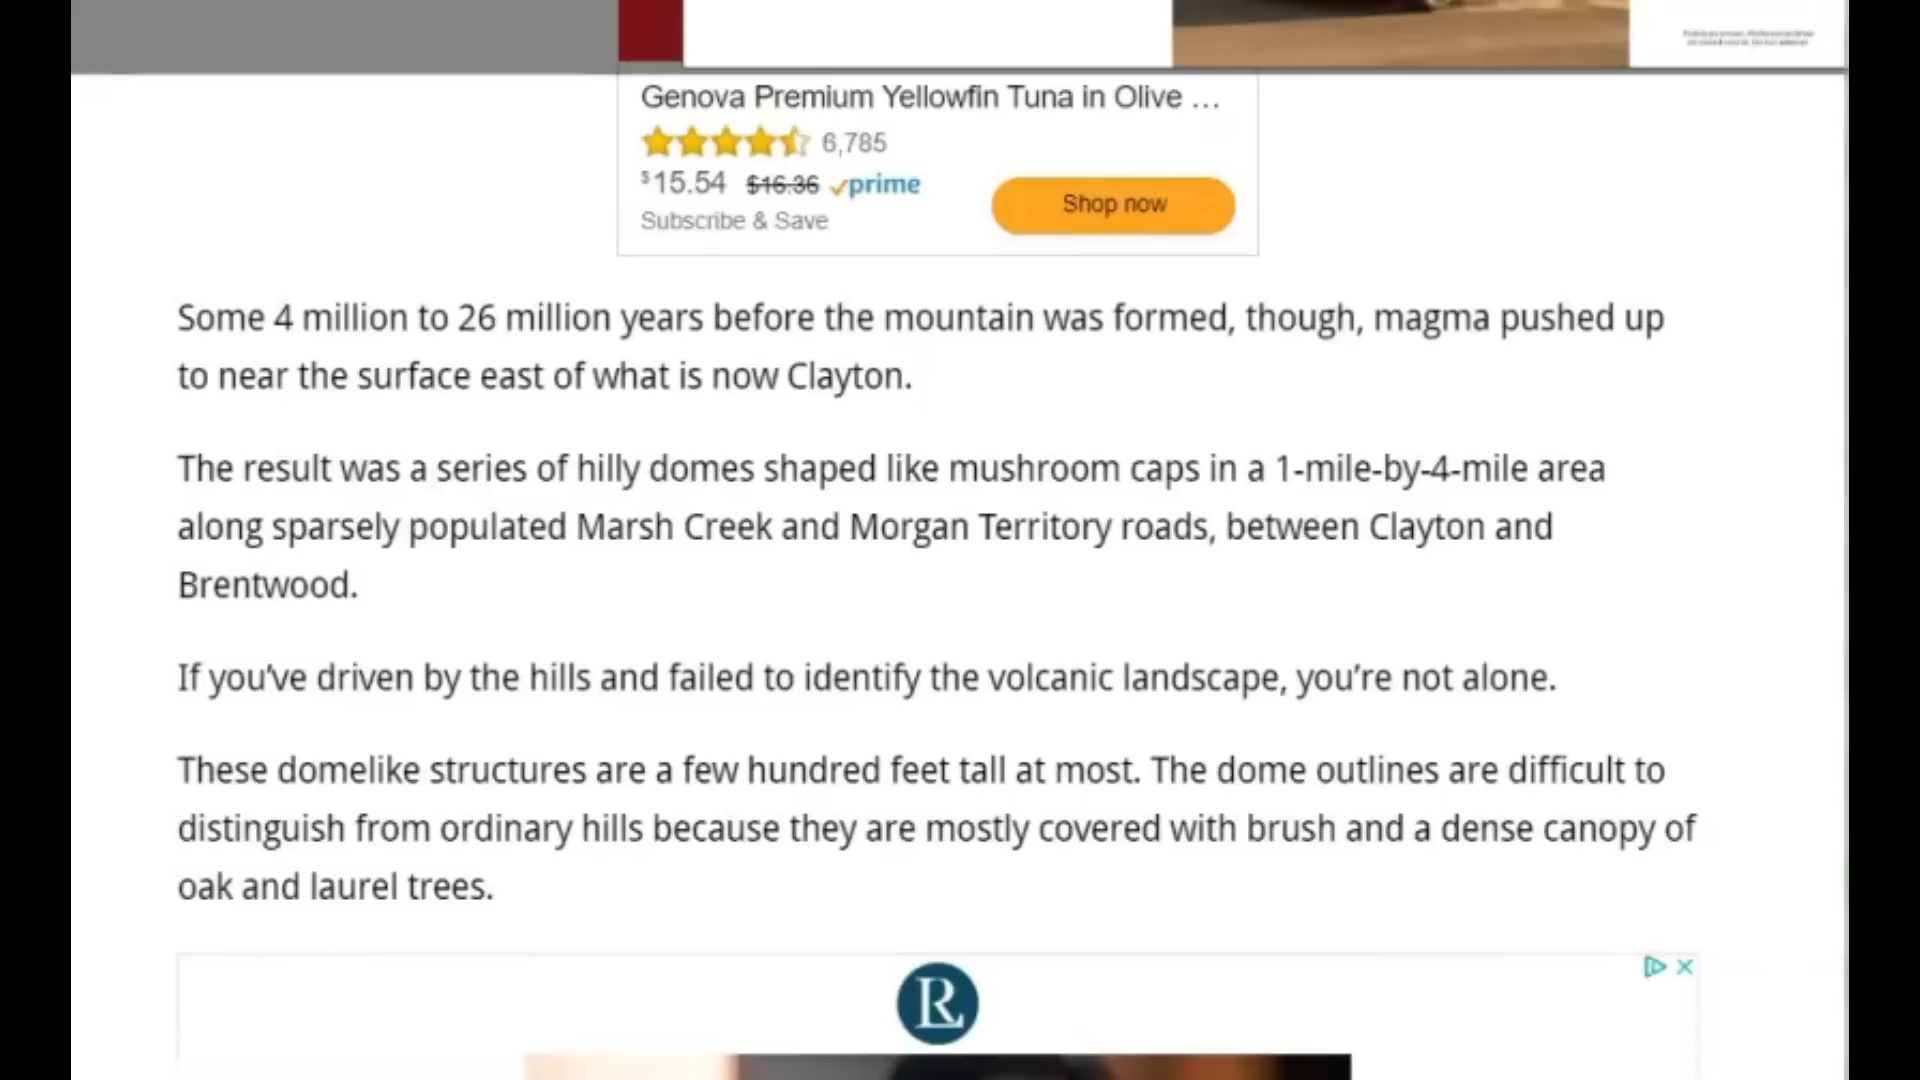 Genova Premium Yellowfin Tuna in Olive ...
6,785
$15.54 $16.36 prime
Subscribe & Save
Shop now
Some 4 million to 26 million years before the mountain was formed, though, magma pushed up
to near the surface east of what is now Clayton.
The result was a series of hilly domes shaped like mushroom caps in a 1-mile-by-4-mile area
along sparsely populated Marsh Creek and Morgan Territory roads, between Clayton and
Brentwood.
If you’ve driven by the hills and failed to identify the volcanic landscape, you’re not alone.
These domelike structures are a few hundred feet tall at most. The dome outlines are difficult to
distinguish from ordinary hills because they are mostly covered with brush and a dense canopy of
oak and laurel trees.